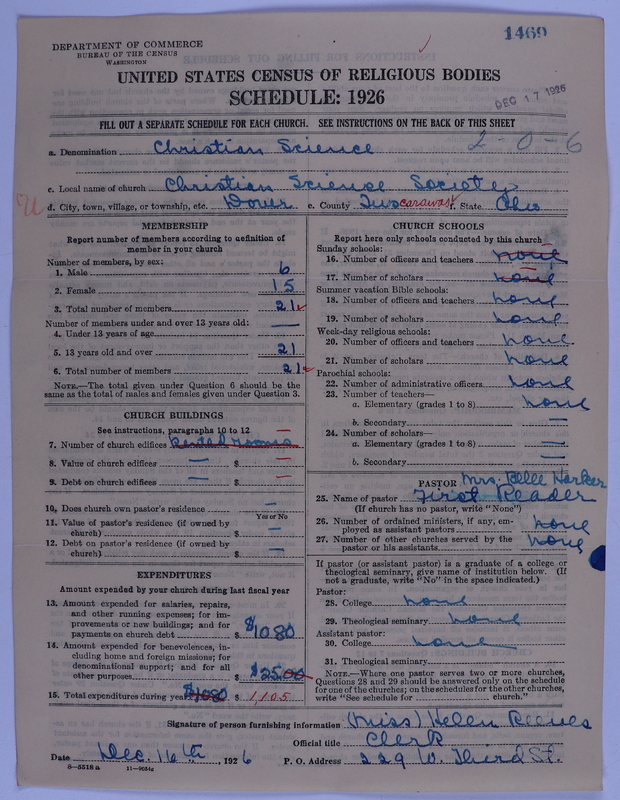 1469
DEPARTMENT OF COMMERCE
BUREAU OF THE CENSUS
WASHINGTON
UNITED STATES CENSUS OF RELIGIOUS BODIES
SCHEDULE: 1926
DEC 17 1926
FILL OUT A SEPARATE SCHEDULE FOR EACH CHURCH. SEE INSTRUCTIONS ON THE BACK OF THIS SHEET
2-0-6
a. Denomination Christian Science
c. Local name of church Christian Science Society
d. City, town, village, or township, etc. Dover e. County Tuscarawas f. State Ohio
MEMBERSHIP
Report number of members according to definition of
member in your church
Number of members, by sex:
1. Male 6
2. Female 15
3. Total number of members 21
Number of members under and over 13 years old:
4. Under 13 years of age —
5. 13 years old and over 21
6. Total number of members 21
NOTE.—The total given under Question 6 should be the
same as the total of males and females given under Question 3.
CHURCH BUILDINGS
See instructions, paragraphs 10 to 12 —
7. Number of church edifices Rented rooms
8. Value of church edifices — $ —
9. Debt on church edifices — $ —
10. Does church own pastor's residence —
Yes or No
11. Value of pastor's residence (if owned by
church) $ —
12. Debt on pastor's residence (if owned by
church) $ —
EXPENDITURES
Amount expended by your church during last fiscal year
13. Amount expended for salaries, repairs,
and other running expenses; for im-
provements or new buildings; and for
payments on church debt $1080
14. Amount expended for benevolences, in-
cluding home and foreign missions; for
denominational support; and for all
other purposes $25.00
15. Total expenditures during year $1080 $ 1,105
CHURCH SCHOOLS
Report here only schools conducted by this church
Sunday schools:
16. Number of officers and teachers none
17. Number of scholars none
Summer vacation Bible schools:
18. Number of officers and teachers none
19. Number of scholars none
Week-day religious schools:
20. Number of officers and teachers none
21. Number of scholars none
Parochial schools:
22. Number of administrative officers none
23. Number of teachers—
a. Elementary (grades 1 to 8) none
b. Secondary —
24. Number of scholars—
a. Elementary (grades 1 to 8) —
b. Secondary —
PASTOR Mrs. Belle Harker
25. Name of pastor First Reader
(If church has no pastor, write "None")
26. Number of ordained ministers, if any, em-
ployed as assistant pastors none
27. Number of other churches served by the
pastor or his assistants none
If pastor (or assistant pastor) is a graduate of a college or
theological seminary, give name of institution below. (If
not a graduate, write "No" in the space indicated.)
Pastor:
28. College none
29. Theological seminary none
Assistant pastor:
30. College none
31. Theological seminary
NOTE.—Where one pastor serves two or more churches,
Questions 28 and 29 should be answered only on the schedule
for one of the churches; on the schedules for the other churches,
write "See schedule for church."
Signature of person furnishing information (Miss) Helen Reeves
Official title Clerk
Date Dec. 16th, 1926 P. O. Address 229 W. Third St.
8—5518 a 11—9034